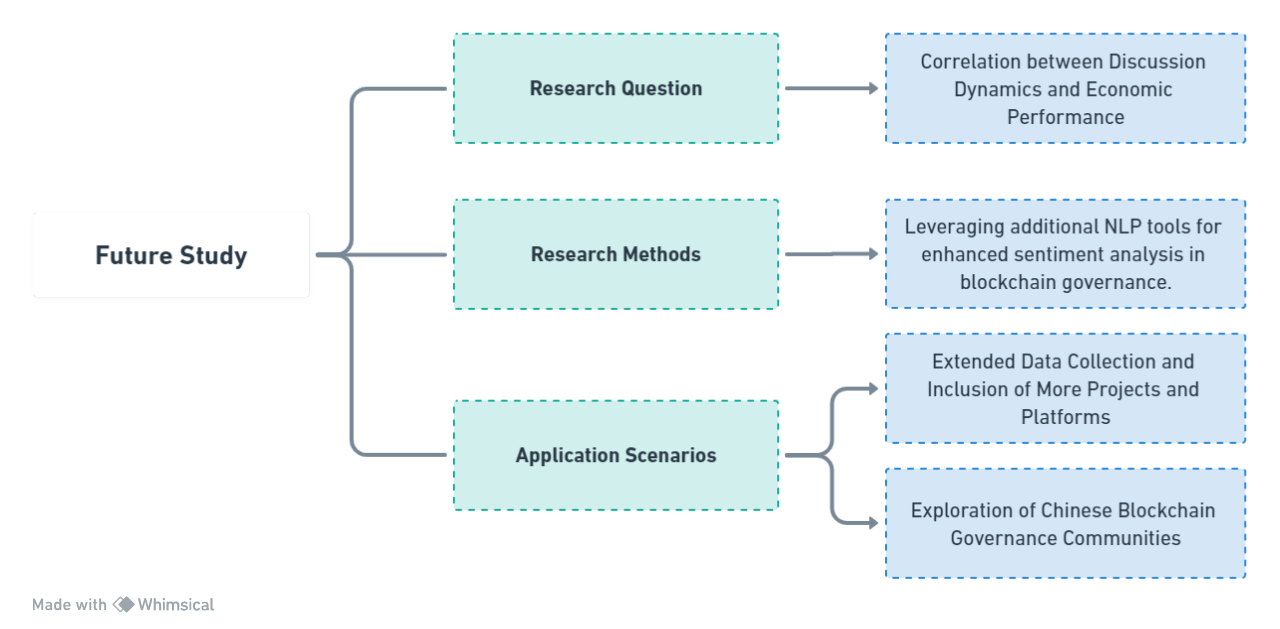 Future Study
Research Question
Correlation between Discussion
Dynamics and Economic
Performance
Research Methods
Leveraging additional NLP tools for
enhanced sentiment analysis in
blockchain governance.
Application Scenarios
Extended Data Collection and
Inclusion of More Projects and
Platforms
Exploration of Chinese Blockchain
Governance Communities
Made with Whimsical